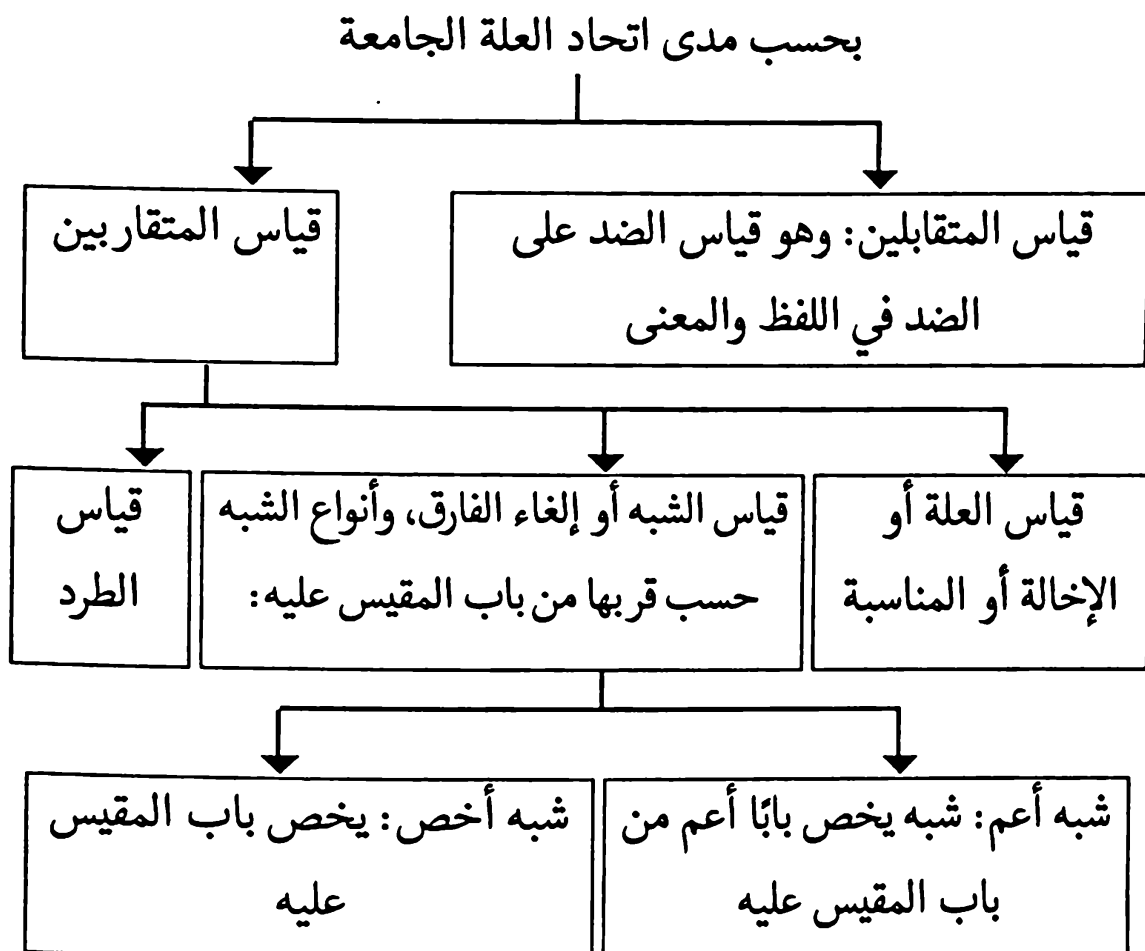 بحسب مدى اتحاد العلة الجامعة
قياس المتقابلين: وهو قياس الضد على
الضد في اللفظ والمعنى
قياس المتقاربين
قياس العلة أو
الإخالة أو المناسبة
قياس الشبه أو إلغاء الفارق، وأنواع الشبه
حسب قربها من باب المقيس عليه:
قياس
الطرد
شبه أعم: شبه يخص بابًا أعم من
باب المقيس عليه
شبه أخص: يخص باب المقيس
عليه